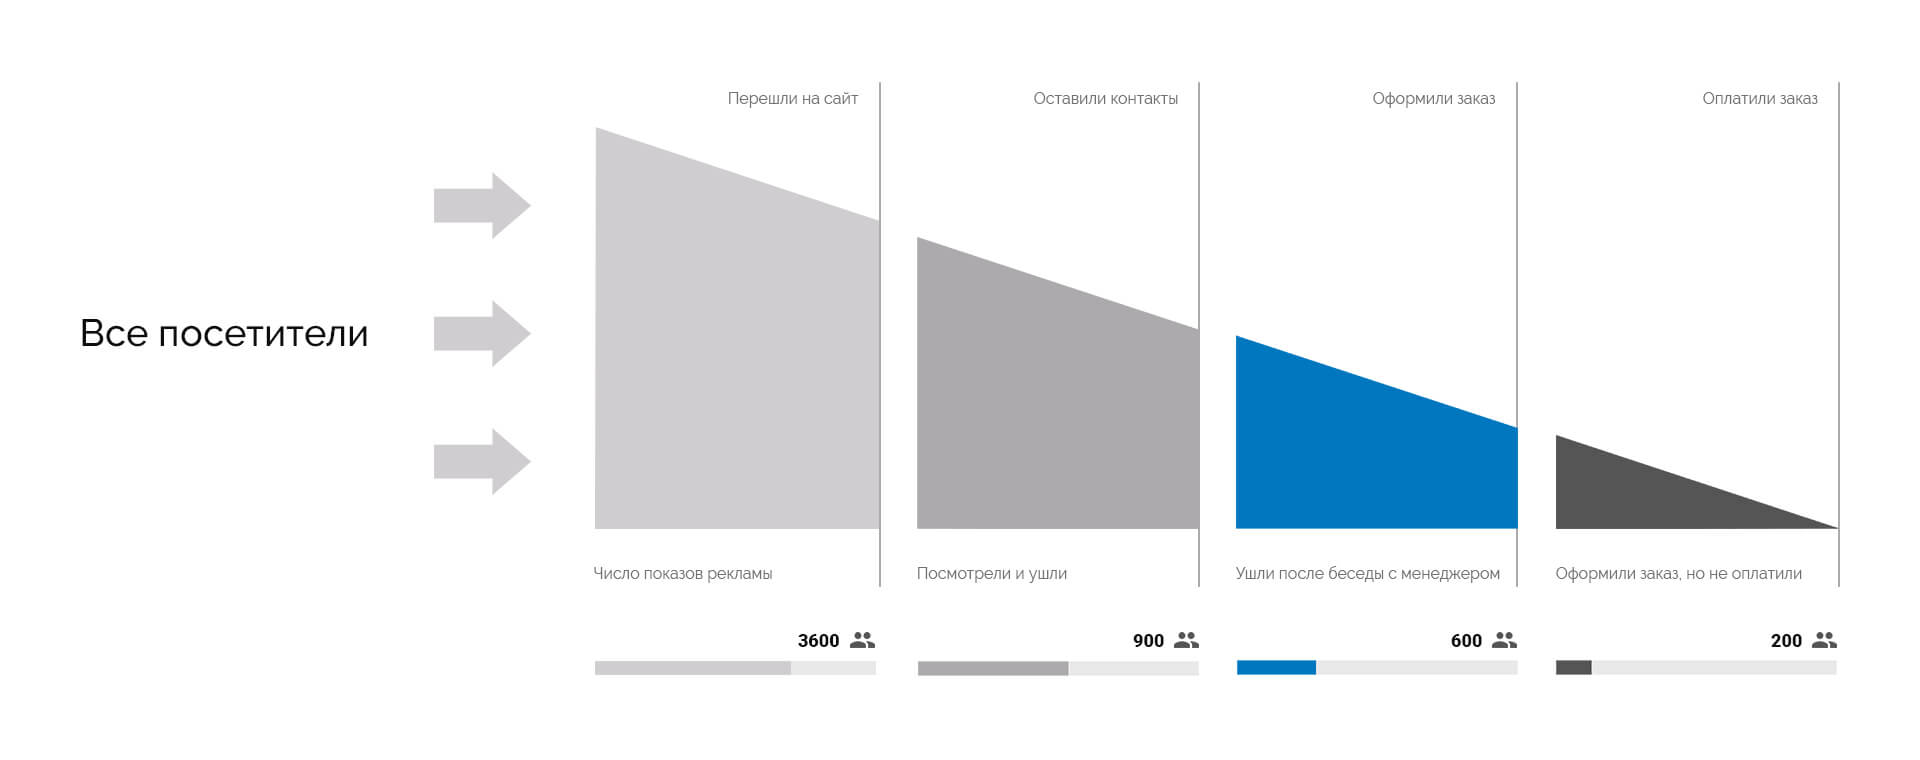 Перешли на сайт
Оставили контакты
Оформили заказ
Оплатили заказ
Все посетители
Число показов рекламы
Посмотрели и ушли
Ушли после беседы с менеджером
Оформили заказ, но не оплатили
3600
900
600
200